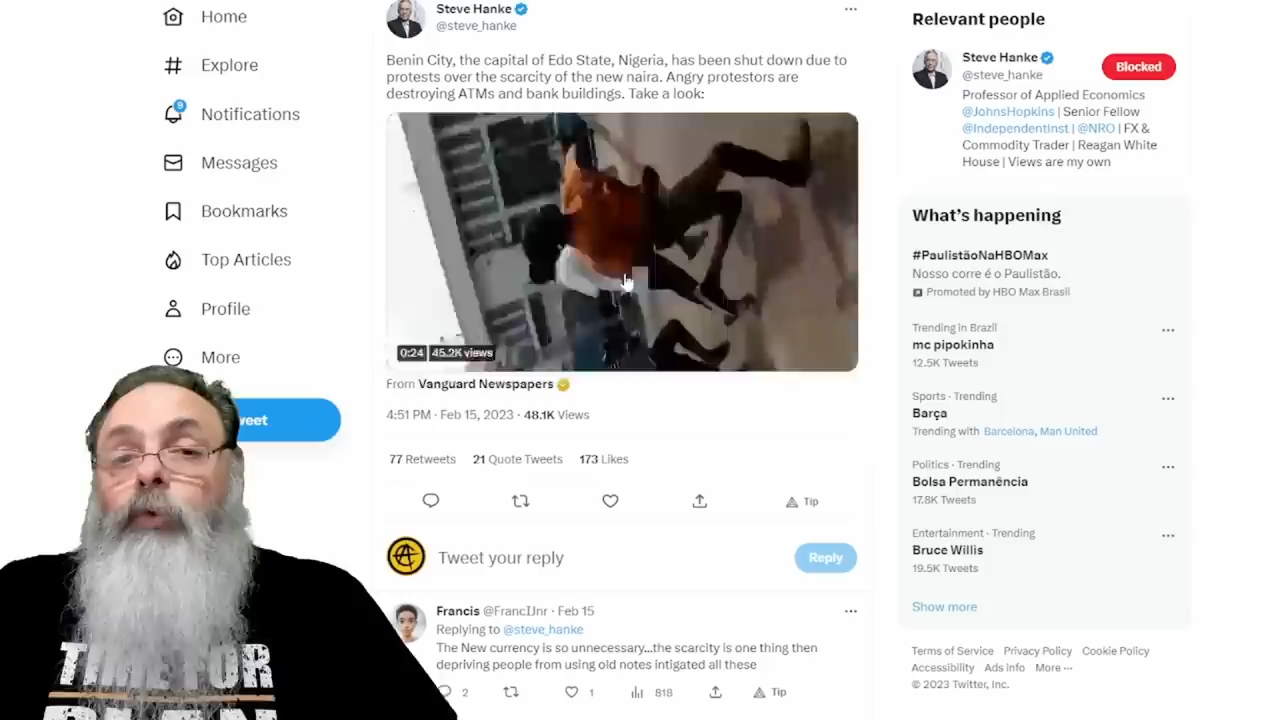 Home
Explore
9
Notifications
Messages
Bookmarks
Top Articles
Profile
More
weet
Steve Hanke
@steve_hanke
Benin City, the capital of Edo State, Nigeria, has been shut down due to
protests over the scarcity of the new naira. Angry protestors are
destroying ATMs and bank buildings. Take a look:
0:24 45.2K views
From Vanguard Newspapers
4:51 PM · Feb 15, 2023 · 48.1K Views
77 Retweets 21 Quote Tweets 173 Likes
Tip
Tweet your reply
Reply
Francis @FrancIJnr · Feb 15
Replying to @steve_hanke
The New currency is so unnecessary...the scarcity is one thing then
depriving people from using old notes intigated all these
2 1 818 Tip
Relevant people
Steve Hanke
@steve_hanke
Blocked
Professor of Applied Economics
@JohnsHopkins | Senior Fellow
@IndependentInst | @NRO | FX &
Commodity Trader | Reagan White
House | Views are my own
What's happening
#PaulistãoNaHBOMax
Nosso corre é o Paulistão.
Promoted by HBO Max Brasil
Trending in Brazil
mc pipokinha
12.5K Tweets
Sports · Trending
Barça
Trending with Barcelona, Man United
Politics · Trending
Bolsa Permanência
17.8K Tweets
Entertainment · Trending
Bruce Willis
19.5K Tweets
Show more
Terms of Service Privacy Policy Cookie Policy
Accessibility Ads info More ···
© 2023 Twitter, Inc.
TIME FOR
PLAN